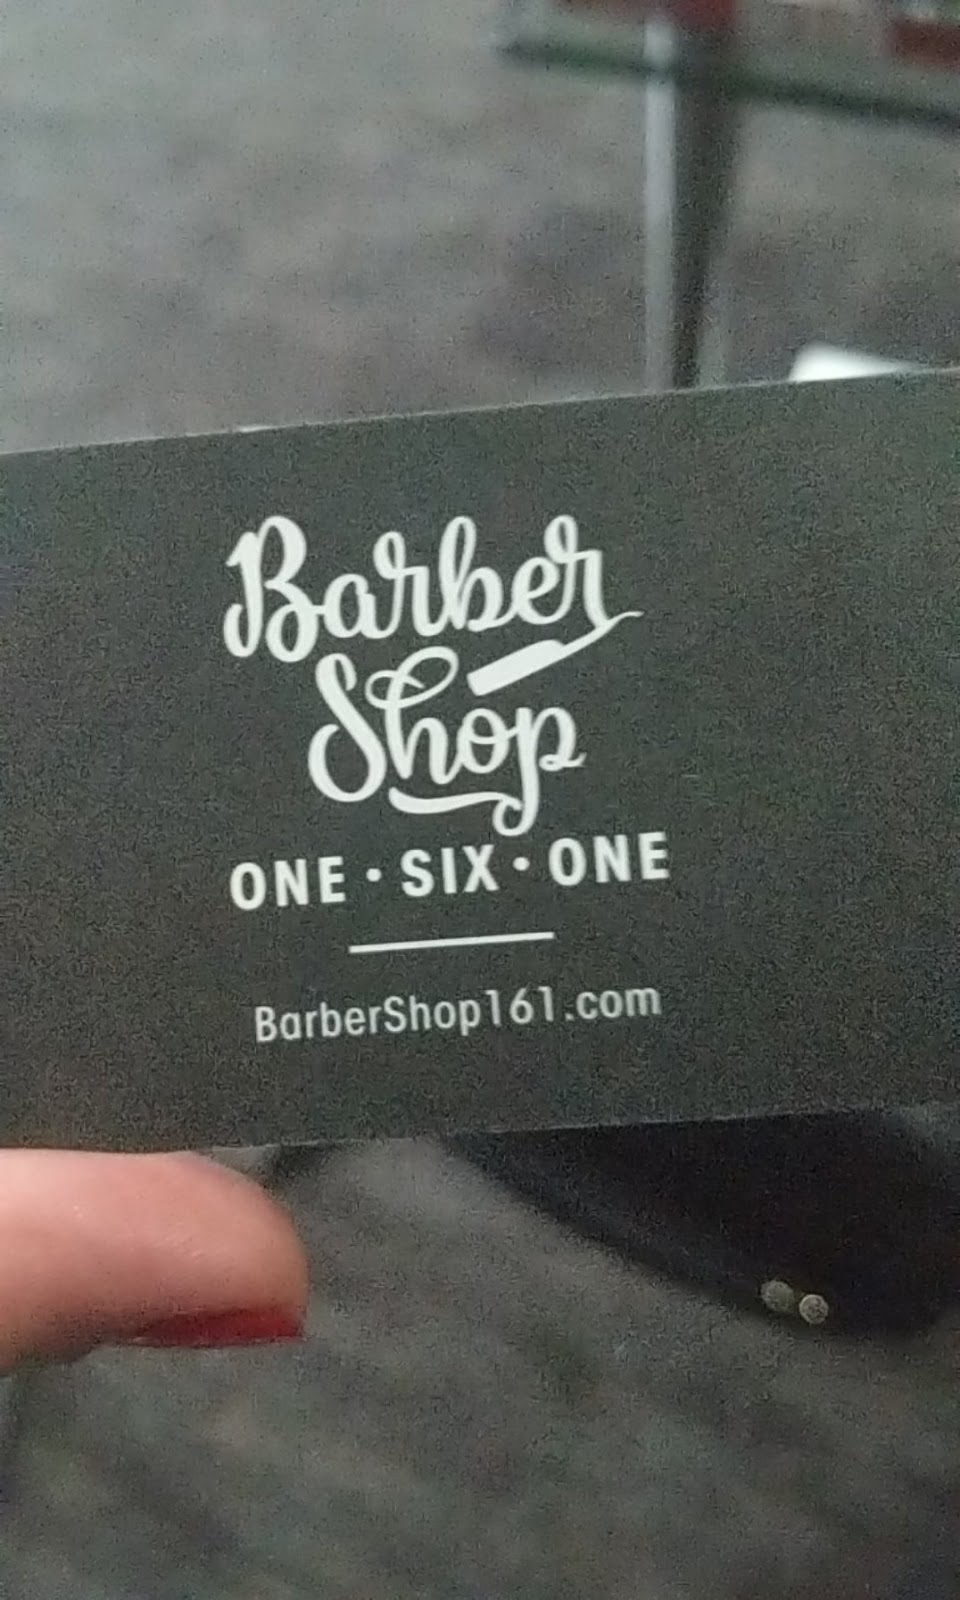 Barber
Shop
ONE · SIX · ONE
BarberShop161.com